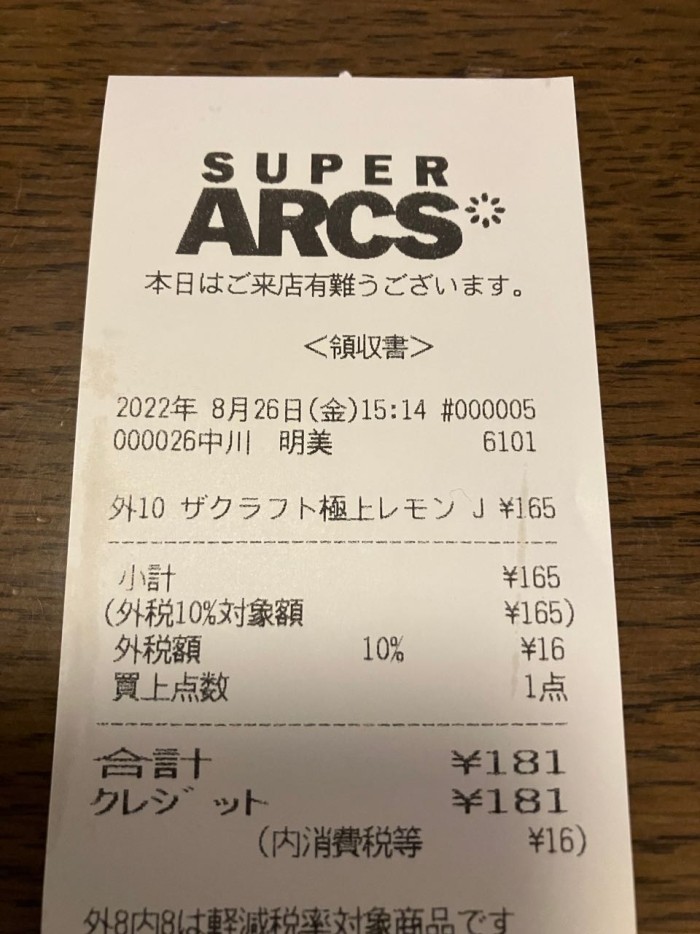 SUPER
ARCS
本日はご来店有難うございます。
<領収書>
2022年 8月26日(金)15:14 #000005
000026中川 明美 6101
外10 ザクラフト極上レモン J ¥165
小計 ¥165
(外税10%対象額 ¥165)
外税額 10% ¥16
買上点数 1点
合計 ¥181
クレジット ¥181
(内消費税等 ¥16)
外8内8は軽減税率対象商品です